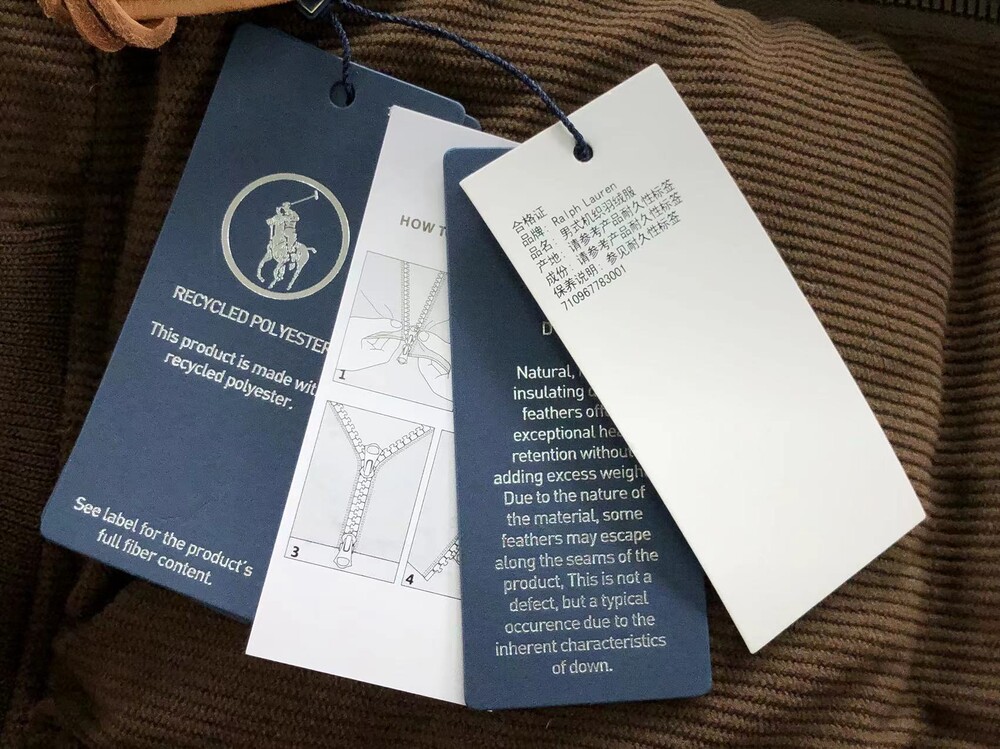 RECYCLED POLYESTER
This product is made
recycled polyester.
See label for the product's
full fiber content.
HOW
1
3
4
Natural,
insulating
feathers
exceptional
retention without
adding excess
Due to the nature of
the material, some
feathers may escape
along the seams of the
product, This is not a
defect, but a typical
occurence due to the
inherent characteristics
of down.
合格证
品牌：Ralph Lauren
品名：男式机织羽绒服
产地：请参考产品耐久性标签
成份：请参考产品耐久性标签
保养说明：参见耐久性标签
710967783001